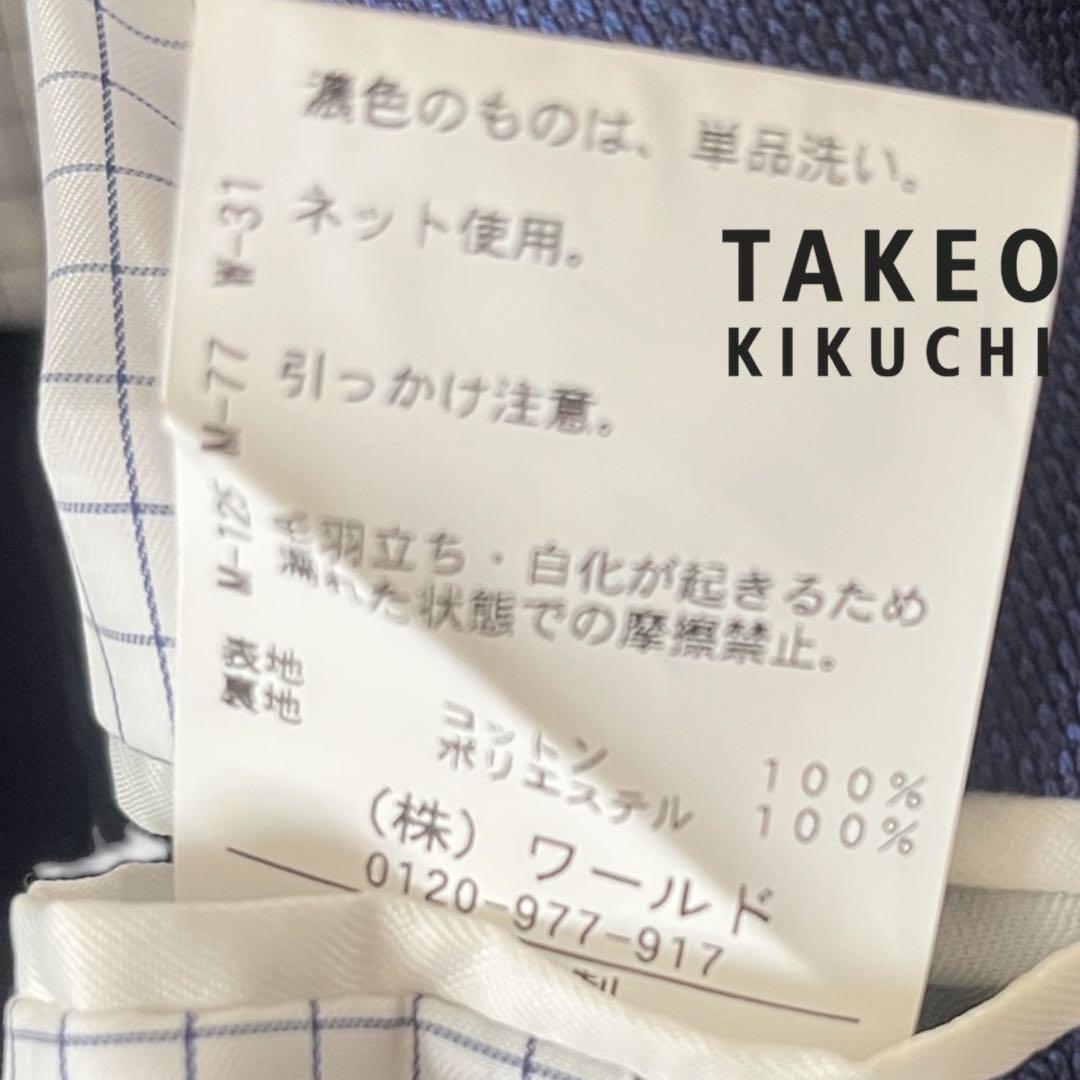 濃色のものは、単品洗い。
ネット使用。
TAKEO
KIKUCHI
引っかけ注意。
毛羽立ち・白化が起きるため
濡れた状態での摩擦禁止。
表地 コットン 100%
裏地 ポリエステル 100%
(株) ワールド
0120-977-917
W-31
M-77
M-125